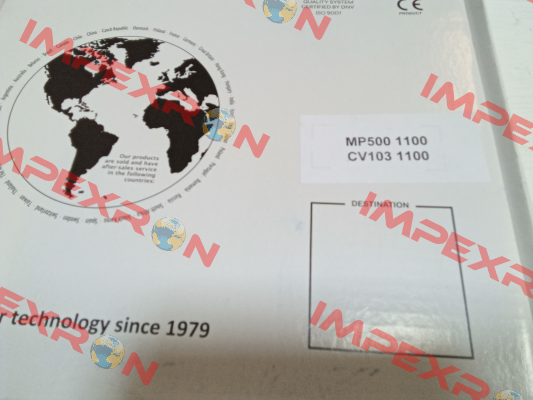 QUALITY SYSTEM
CERTIFIED BY DNV
ISO 9001
CE
PRODUCT
Our products
are sold and have
after sales service
in the following
countries:
MP500 1100
CV103 1100
DESTINATION
r technology since 1979
IMPEXRON
IMPEXRON
IMPEXRON
IMPEXRON
IMPEXRON
IMPEXRON